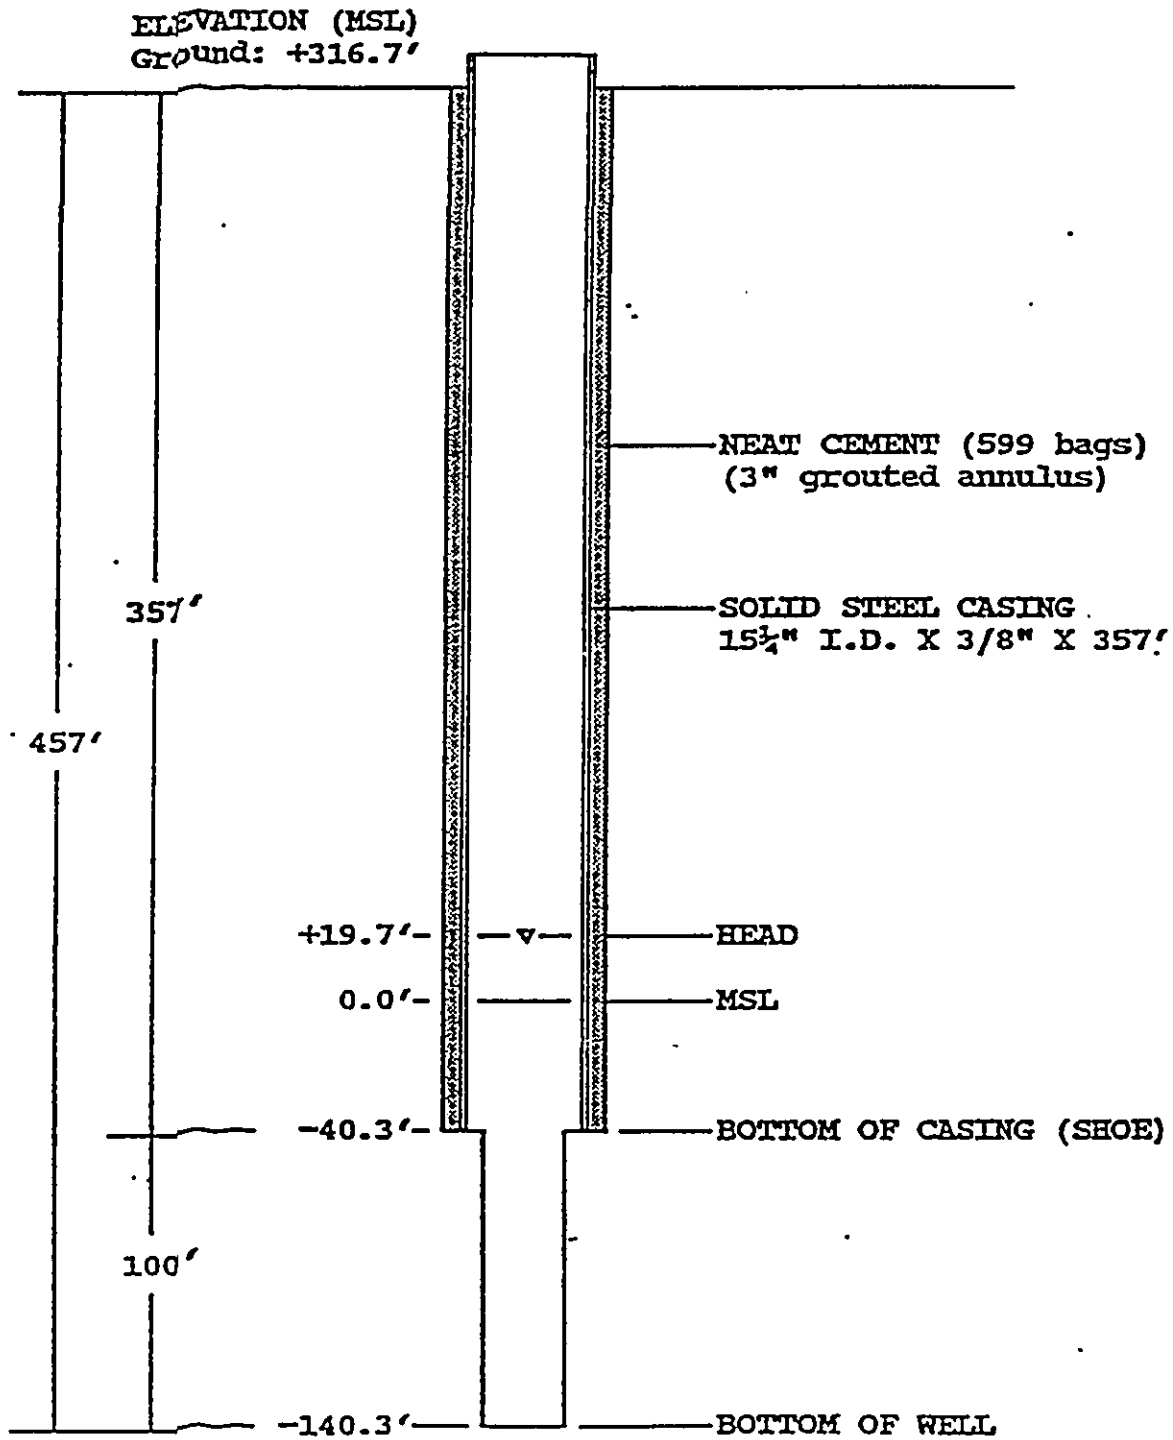 ELEVATION (MSL)
Ground: +316.7′
NEAT CEMENT (599 bags)
(3" grouted annulus)
357′
SOLID STEEL CASING
15¼" I.D. X 3/8" X 357′
457′
+19.7′
HEAD
0.0′
MSL
-40.3′
BOTTOM OF CASING (SHOE)
100′
-140.3′
BOTTOM OF WELL